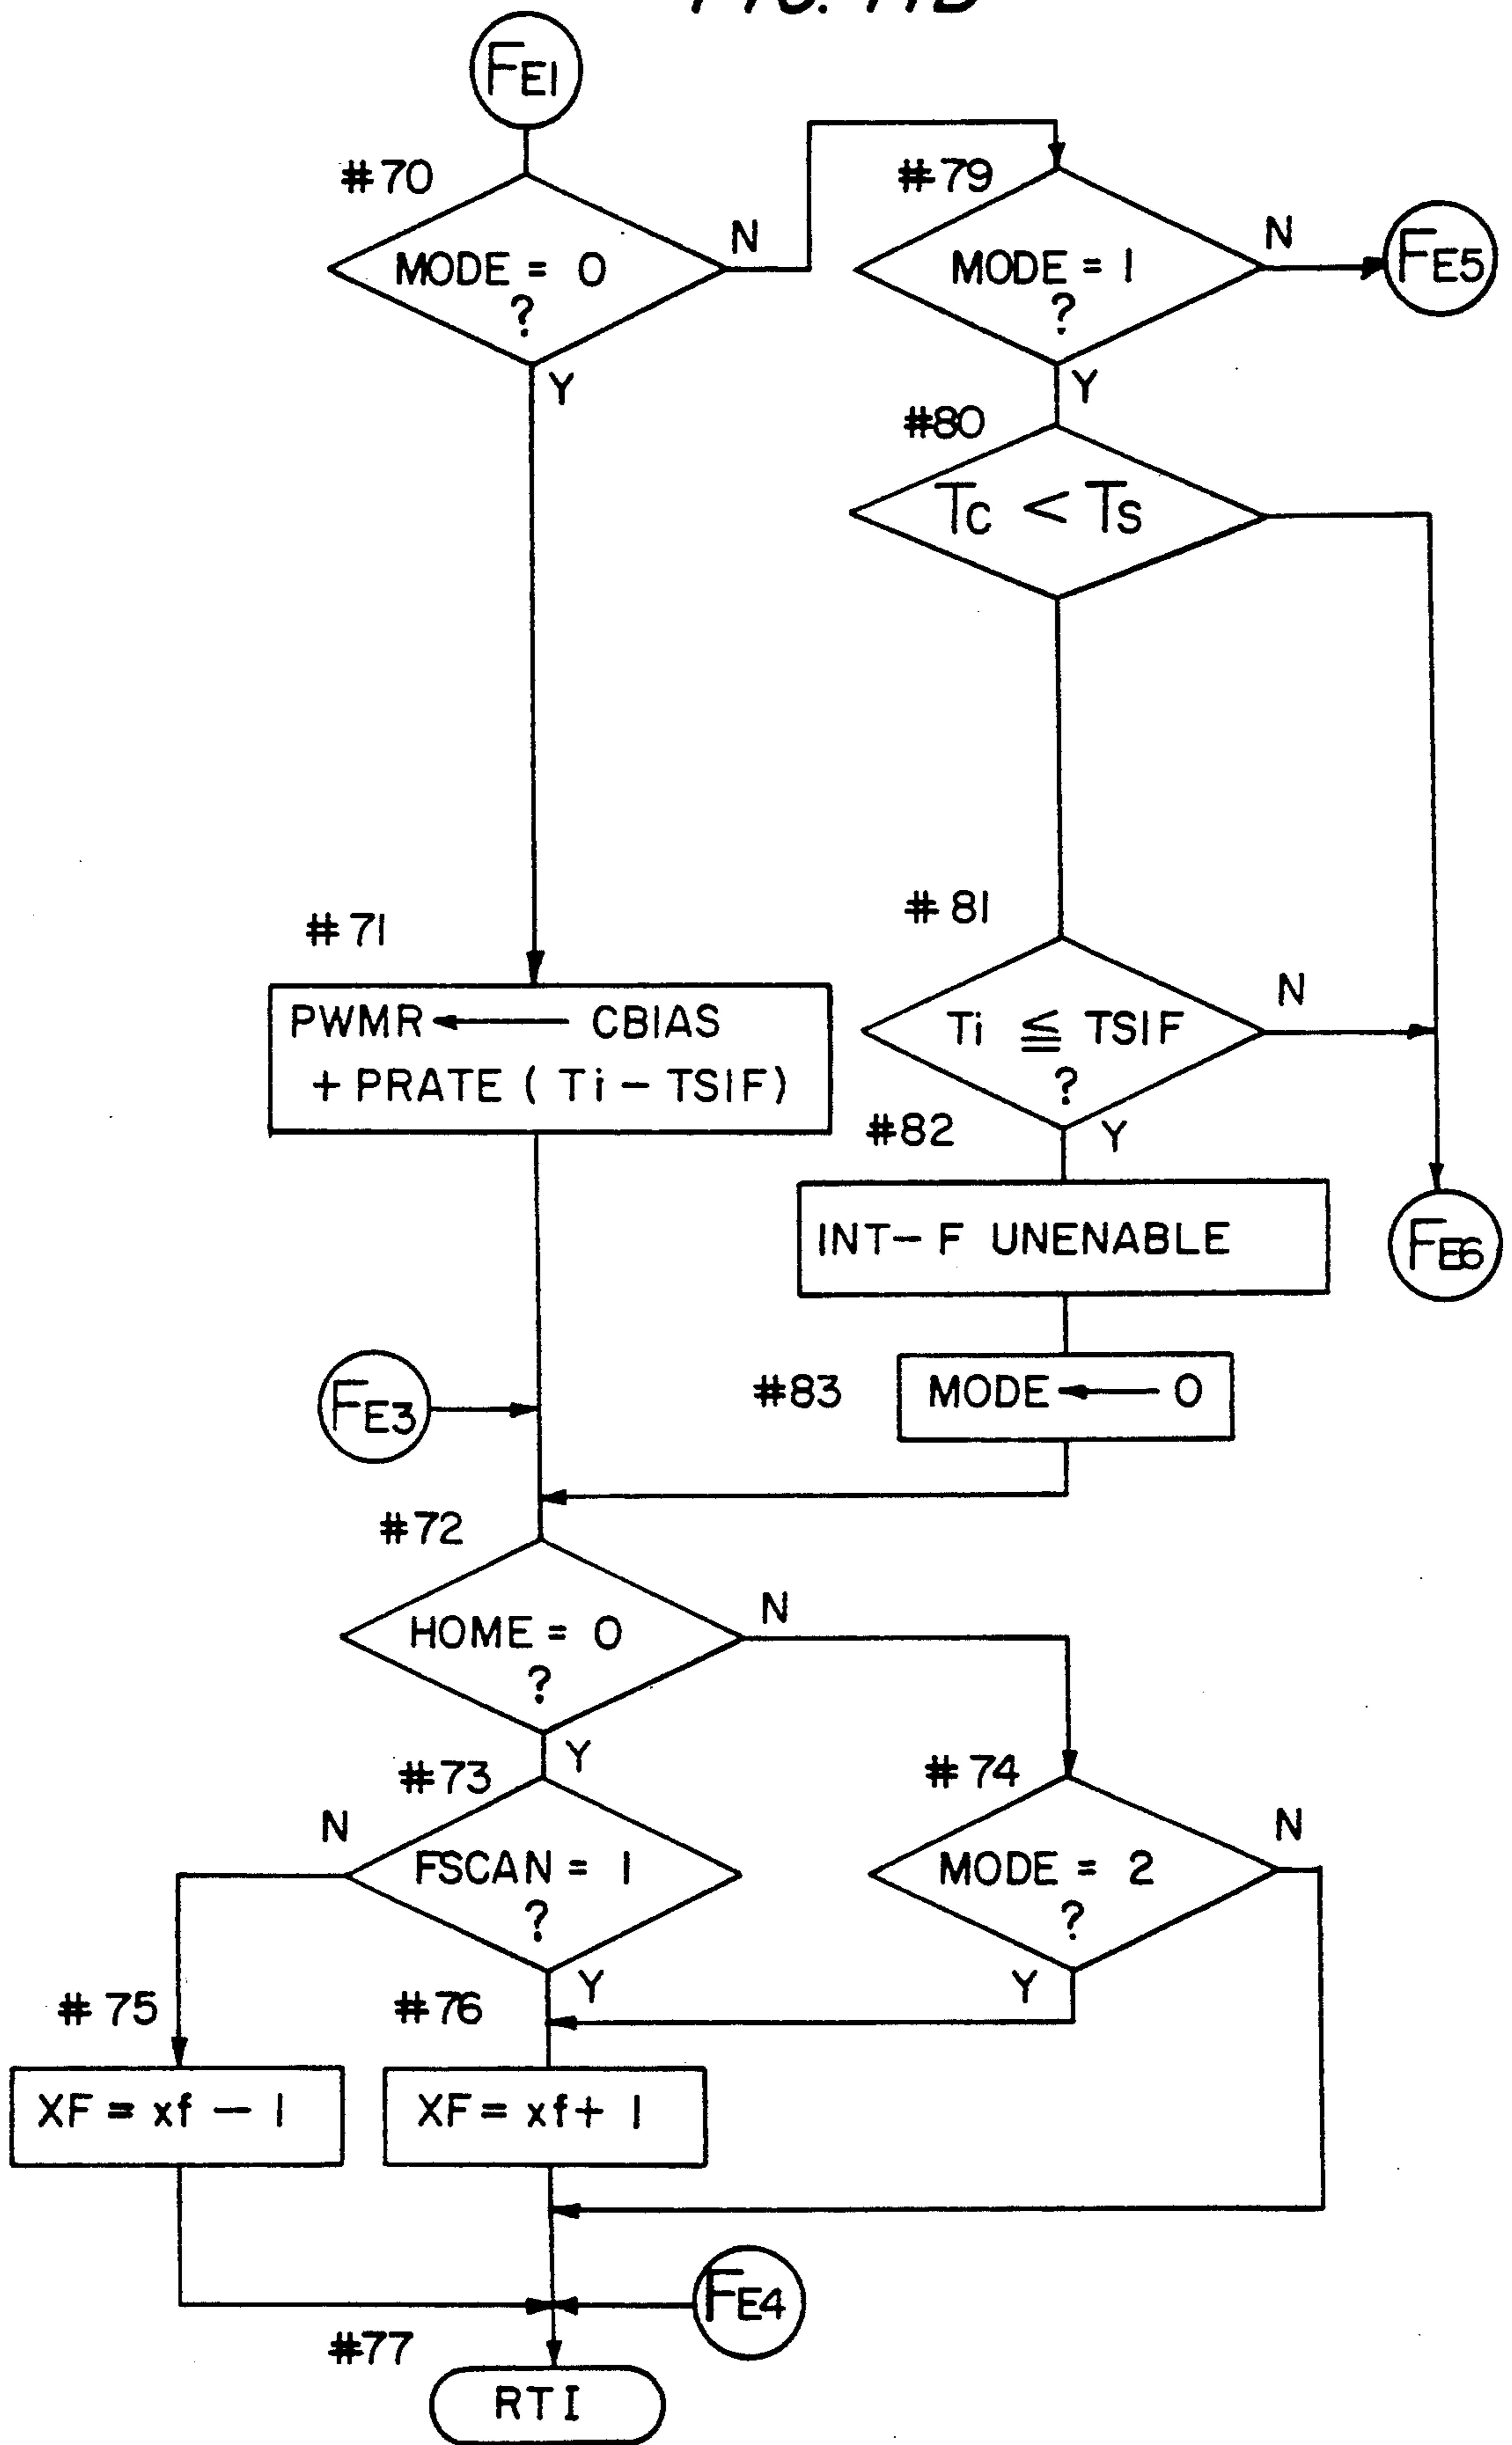 FE1
#70
MODE = 0
?
N
Y
#79
MODE = 1
?
N
FE5
Y
#80
Tc < Ts
#71
PWMR ← CBIAS
+ PRATE ( Ti – TSIF )
#81
Ti ≦ TSIF
?
N
Y
#82
INT– F UNENABLE
FE6
#83
MODE ← 0
FE3
#72
HOME = 0
?
N
Y
#73
FSCAN = 1
?
N
Y
#74
MODE = 2
?
N
Y
#75
XF = xf – 1
#76
XF = xf + 1
FE4
#77
RTI